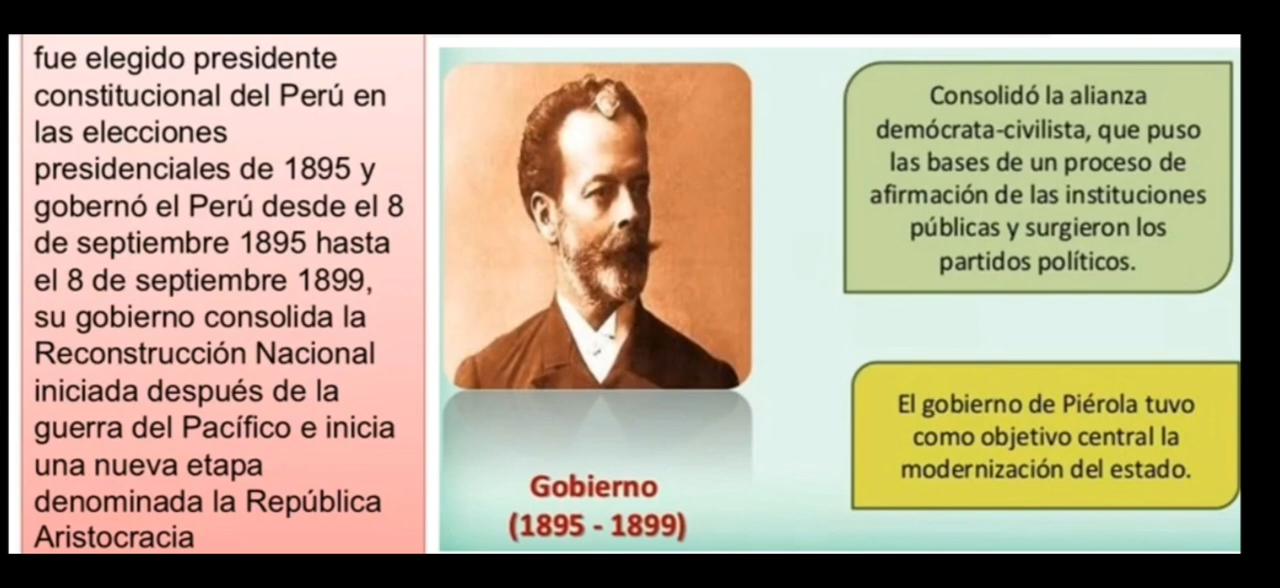 fue elegido presidente
constitucional del Perú en
las elecciones
presidenciales de 1895 y
gobernó el Perú desde el 8
de septiembre 1895 hasta
el 8 de septiembre 1899,
su gobierno consolida la
Reconstrucción Nacional
iniciada después de la
guerra del Pacífico e inicia
una nueva etapa
denominada la República
Aristocracia
Gobierno
(1895 - 1899)
Consolidó la alianza
demócrata-civilista, que puso
las bases de un proceso de
afirmación de las instituciones
públicas y surgieron los
partidos políticos.
El gobierno de Piérola tuvo
como objetivo central la
modernización del estado.